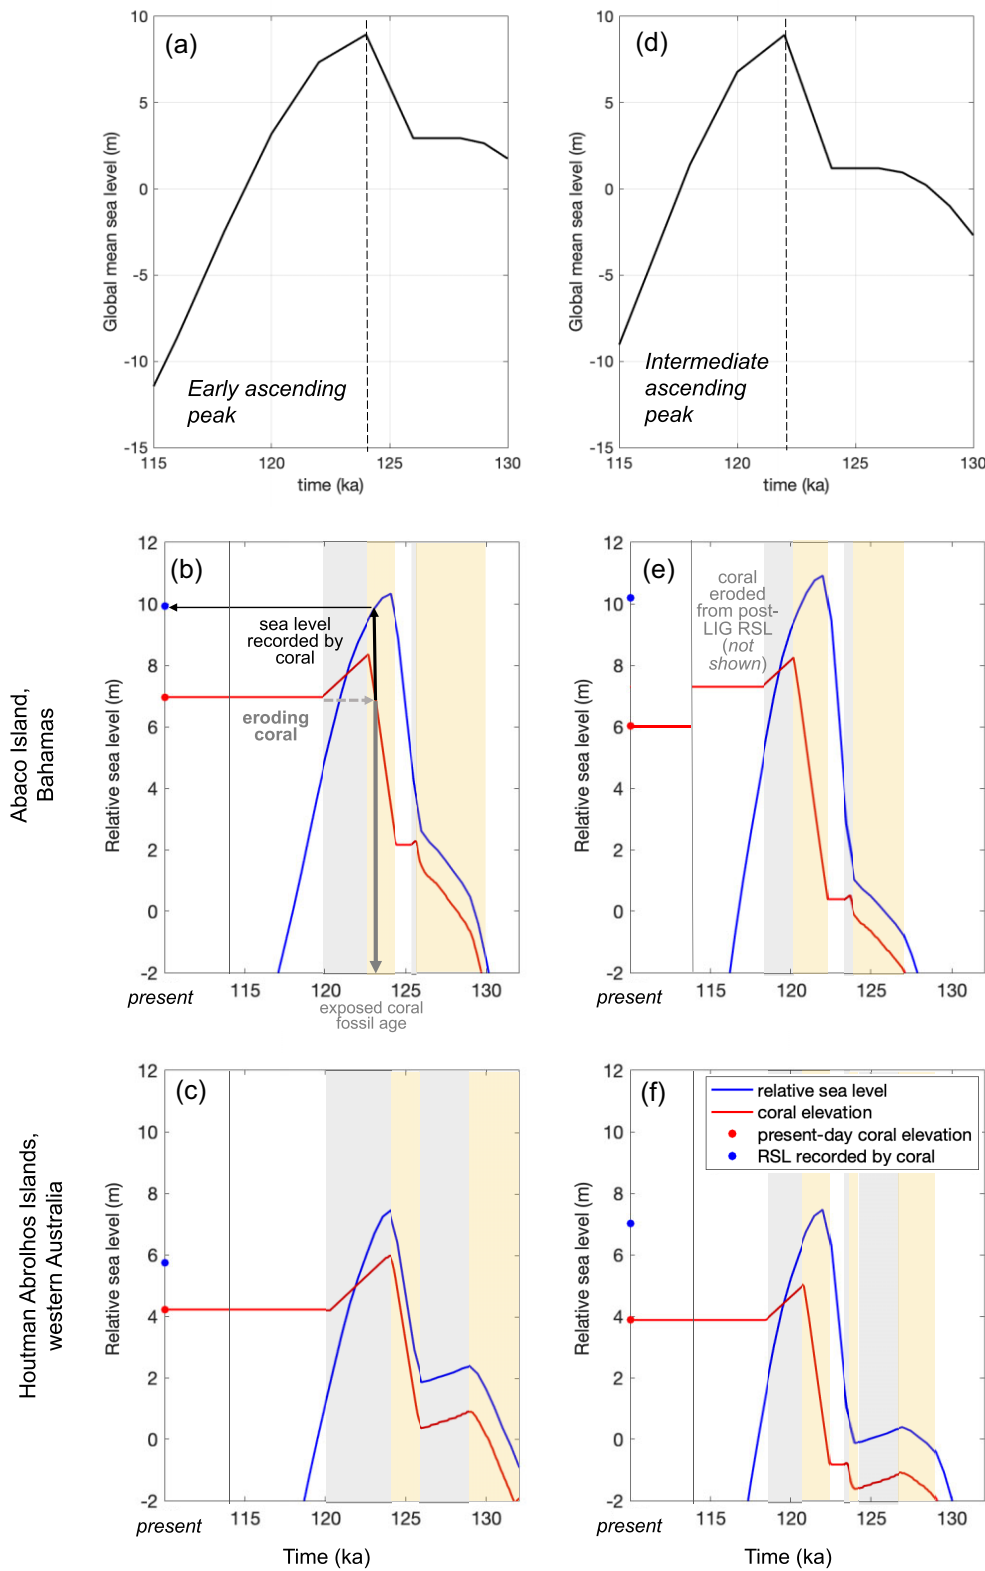 (a)
10
5
0
-5
-10
-15
Global mean sea level (m)
Early ascending
peak
115
120
125
130
time (ka)
(d)
10
5
0
-5
-10
-15
Global mean sea level (m)
Intermediate
ascending
peak
115
120
125
130
time (ka)
Abaco Island,
Bahamas
(b)
12
10
8
6
4
2
0
-2
Relative sea level (m)
sea level
recorded by
coral
eroding
coral
present
115
120
125
130
exposed coral
fossil age
(e)
12
10
8
6
4
2
0
-2
Relative sea level (m)
coral
eroded
from post-
LIG RSL
(not
shown)
present
115
120
125
130
Houtman Abrolhos Islands,
western Australia
(c)
12
10
8
6
4
2
0
-2
Relative sea level (m)
present
115
120
125
130
Time (ka)
(f)
12
10
8
6
4
2
0
-2
Relative sea level (m)
relative sea level
coral elevation
present-day coral elevation
RSL recorded by coral
present
115
120
125
130
Time (ka)